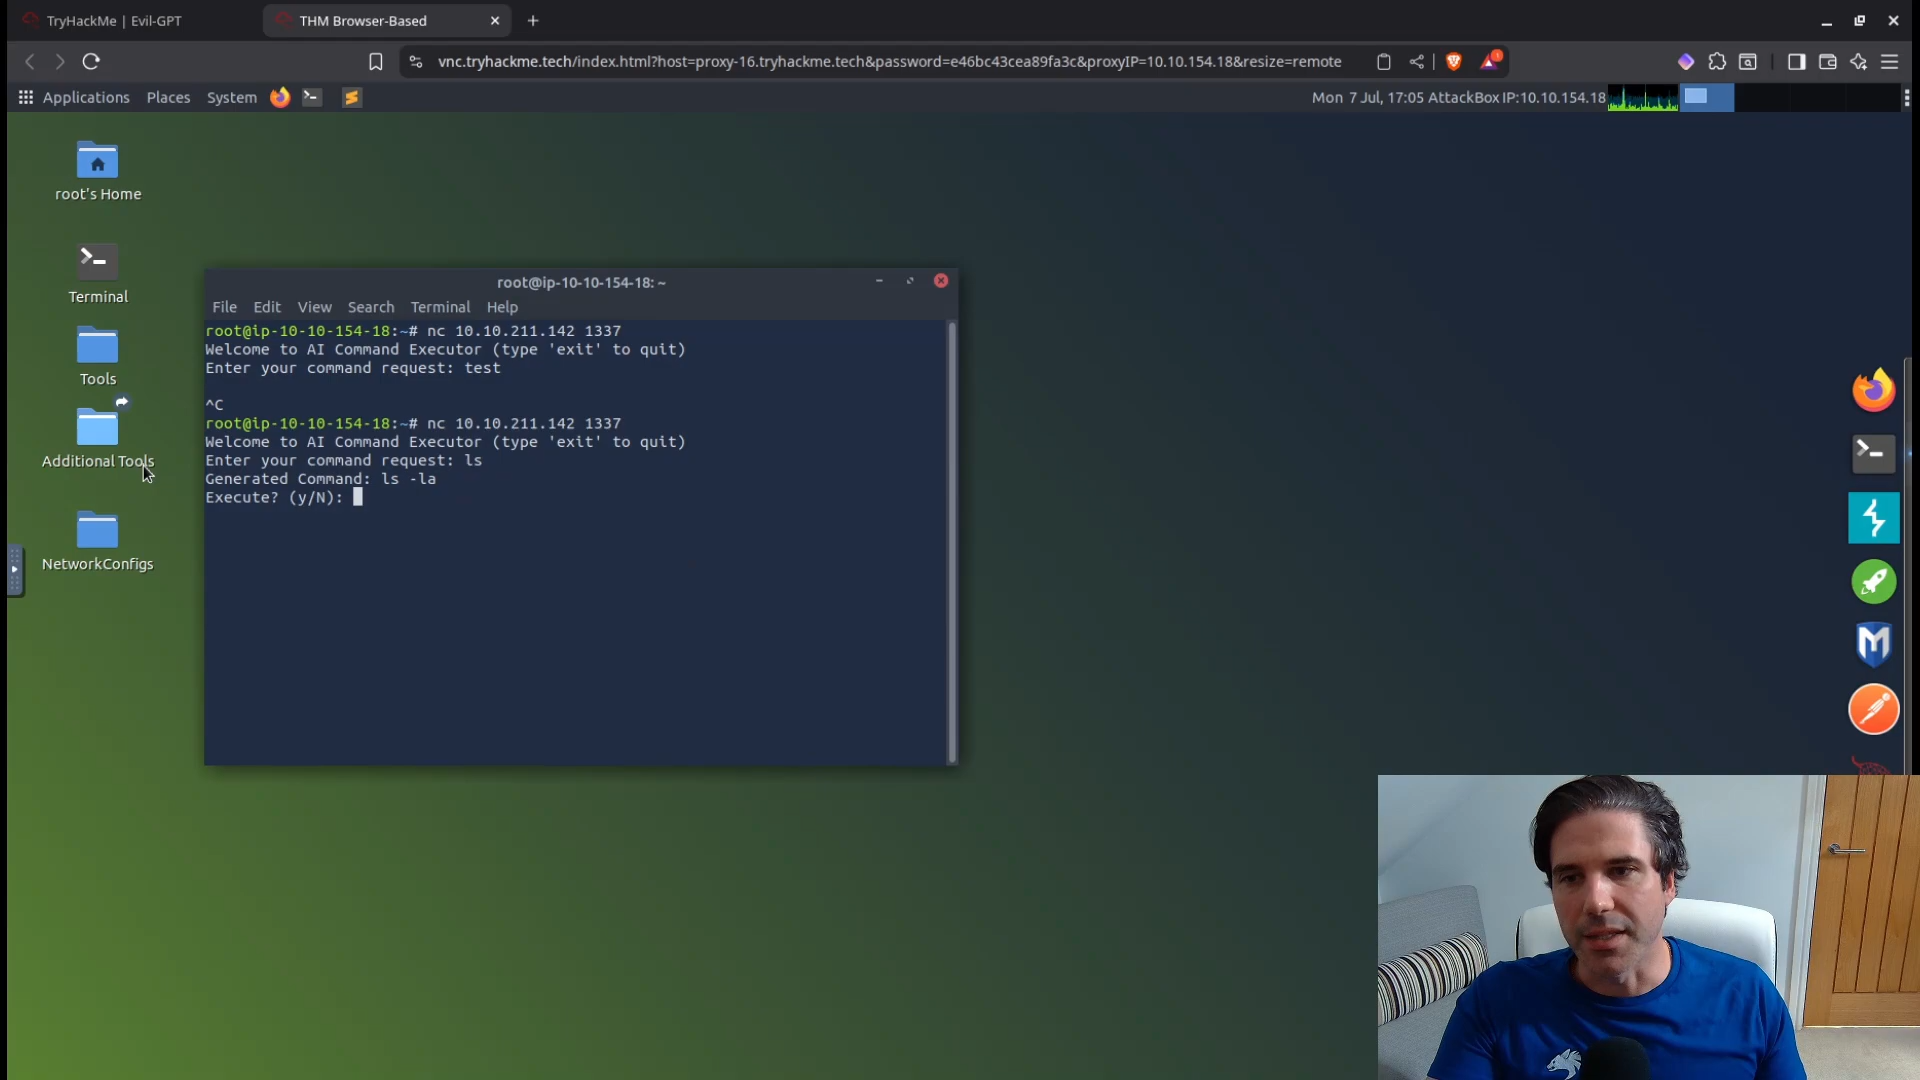 TryHackMe | Evil-GPT
THM Browser-Based
vnc.tryhackme.tech/index.html?host=proxy-16.tryhackme.tech&password=e46bc43cea89fa3c&proxyIP=10.10.154.18&resize=remote
Applications Places System
Mon 7 Jul, 17:05 AttackBox IP:10.10.154.18
root's Home
Terminal
Tools
Additional Tools
NetworkConfigs
root@ip-10-10-154-18: ~
File Edit View Search Terminal Help
root@ip-10-10-154-18:~# nc 10.10.211.142 1337
Welcome to AI Command Executor (type 'exit' to quit)
Enter your command request: test
^C
root@ip-10-10-154-18:~# nc 10.10.211.142 1337
Welcome to AI Command Executor (type 'exit' to quit)
Enter your command request: ls
Generated Command: ls -la
Execute? (y/N):